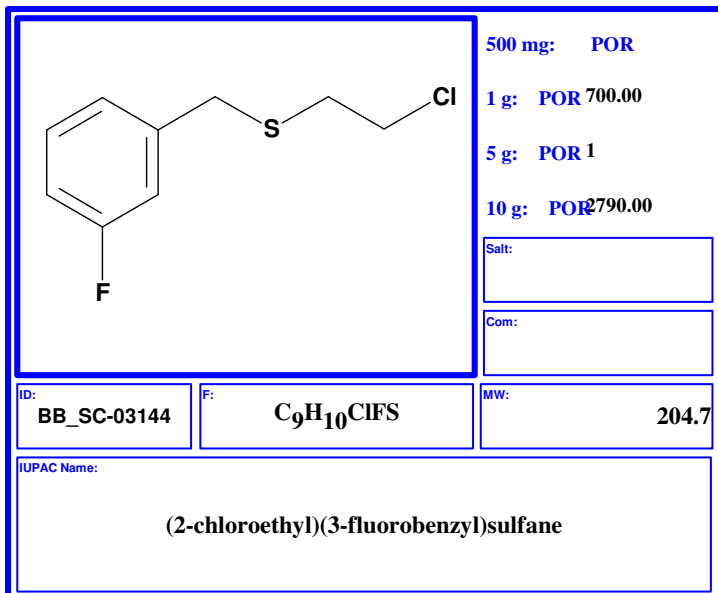 Cl
S
F
500 mg: POR
1 g: POR 700.00
5 g: POR 1
10 g: POR 2790.00
Salt:
Com:
ID:
BB_SC-03144
F:
C9H10ClFS
MW:
204.7
IUPAC Name:
(2-chloroethyl)(3-fluorobenzyl)sulfane